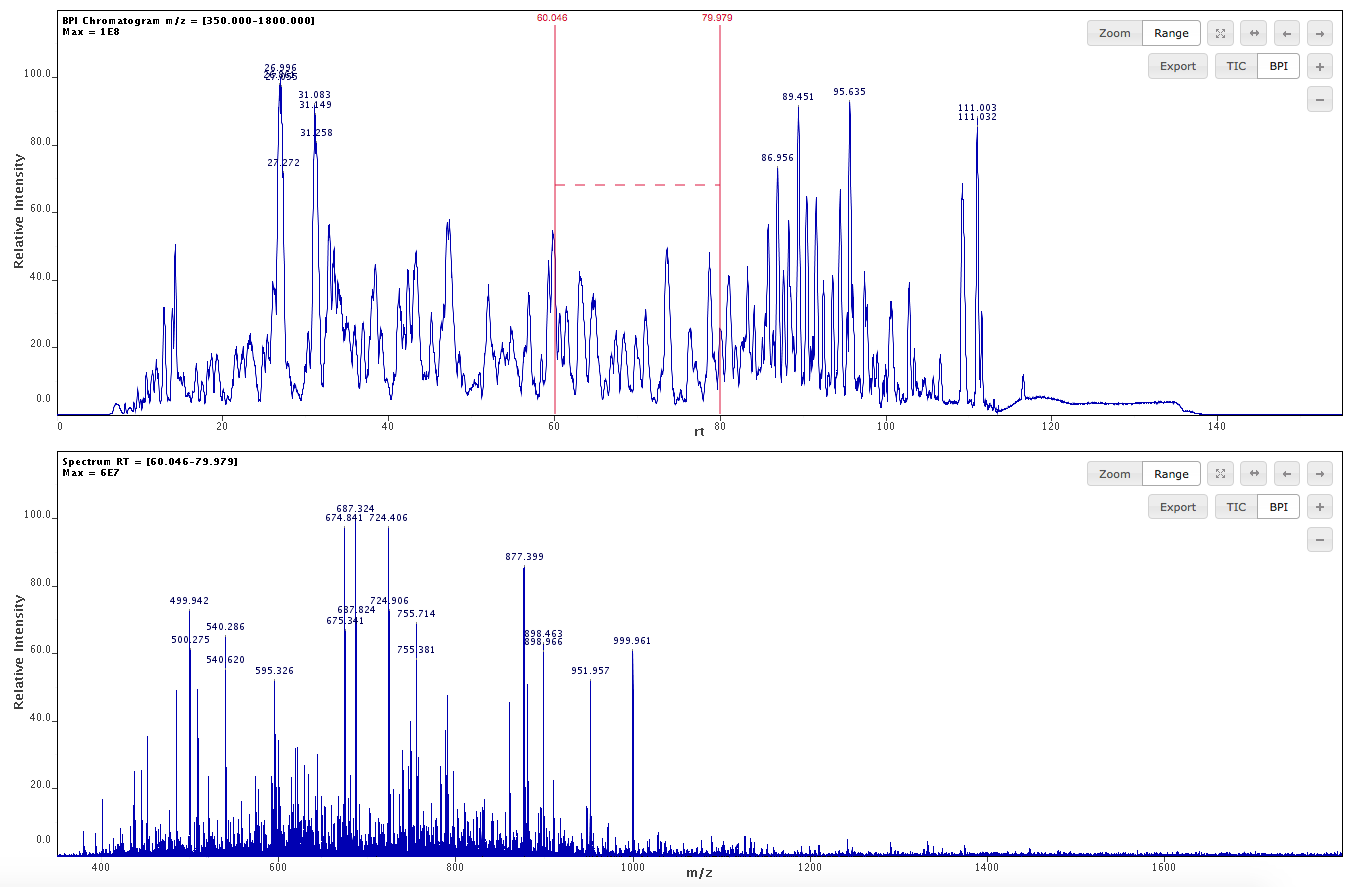 BPI Chromatogram m/z = [350.000-1800.000]
Max = 1E8
60.046
79.979
Zoom Range
Export TIC BPI
Relative Intensity
100.0
80.0
60.0
40.0
20.0
0.0
26.996
27.272
31.083
31.149
31.258
86.956
89.451
95.635
111.003
111.032
0 20 40 60 80 100 120 140
rt
Spectrum RT = [60.046-79.979]
Max = 6E7
Zoom Range
Export TIC BPI
Relative Intensity
100.0
80.0
60.0
40.0
20.0
0.0
499.942
500.275
540.286
540.620
595.326
687.324
674.841 724.406
687.824 724.906
675.341
755.714
755.381
877.399
898.463
898.966
951.957
999.961
400 600 800 1000 1200 1400 1600
m/z